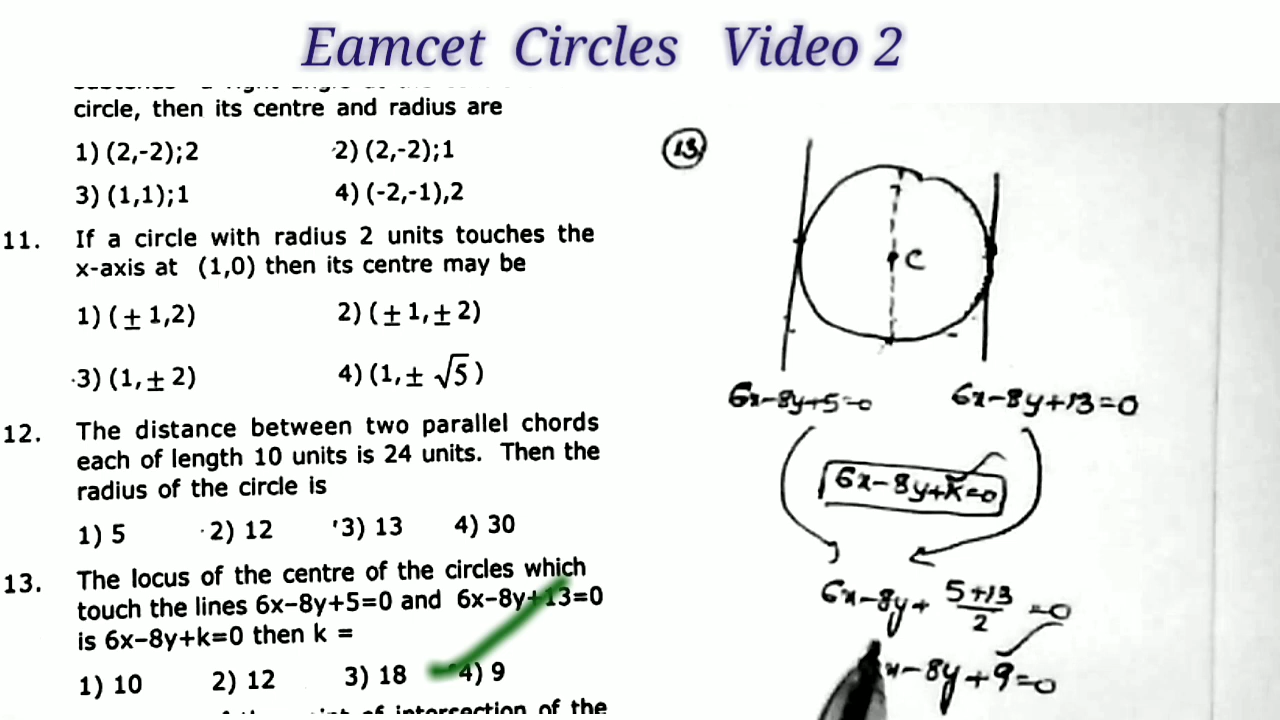 Eamcet Circles Video 2
circle, then its centre and radius are
1) (2,-2);2 2) (2,-2);1
3) (1,1);1 4) (-2,-1),2
11. If a circle with radius 2 units touches the
x-axis at (1,0) then its centre may be
1) (± 1,2) 2) (± 1,± 2)
3) (1,± 2) 4) (1,± √5)
12. The distance between two parallel chords
each of length 10 units is 24 units. Then the
radius of the circle is
1) 5 2) 12 3) 13 4) 30
13. The locus of the centre of the circles which
touch the lines 6x−8y+5=0 and 6x−8y+13=0
is 6x−8y+k=0 then k =
1) 10 2) 12 3) 18 4) 9
intersection of the
13
C
6x-8y+5=0 6x-8y+13=0
6x-8y+k=0
6x-8y+ 5+13/2 =0
x-8y+9=0